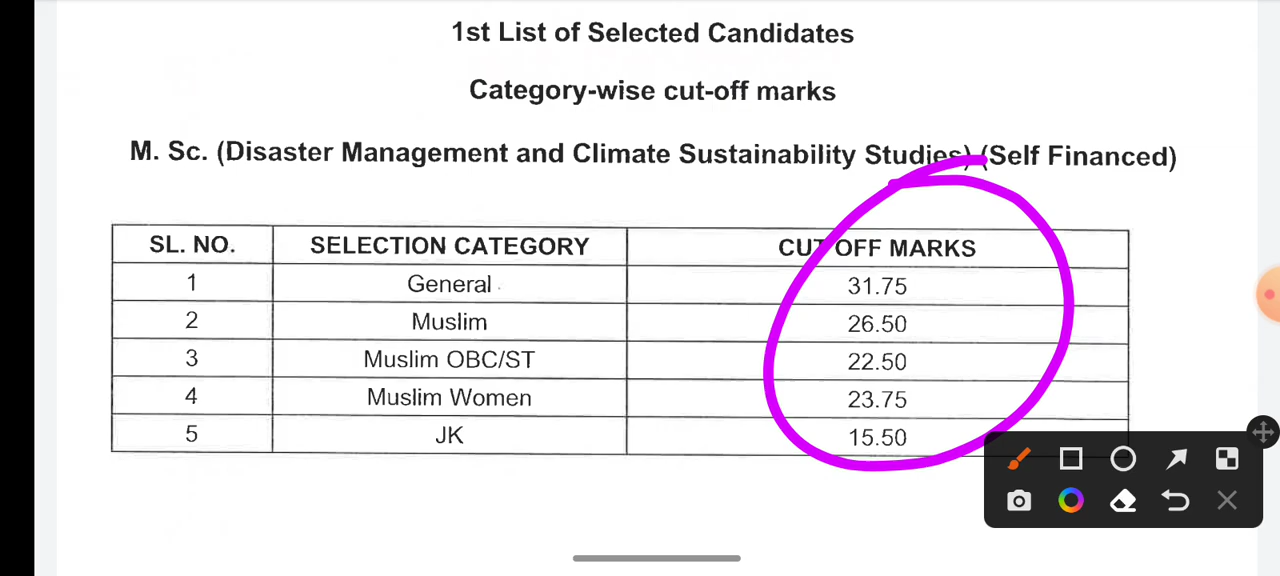 1st List of Selected Candidates
Category-wise cut-off marks
M. Sc. (Disaster Management and Climate Sustainability Studies) (Self Financed)
SL. NO. SELECTION CATEGORY CUT OFF MARKS
1 General 31.75
2 Muslim 26.50
3 Muslim OBC/ST 22.50
4 Muslim Women 23.75
5 JK 15.50